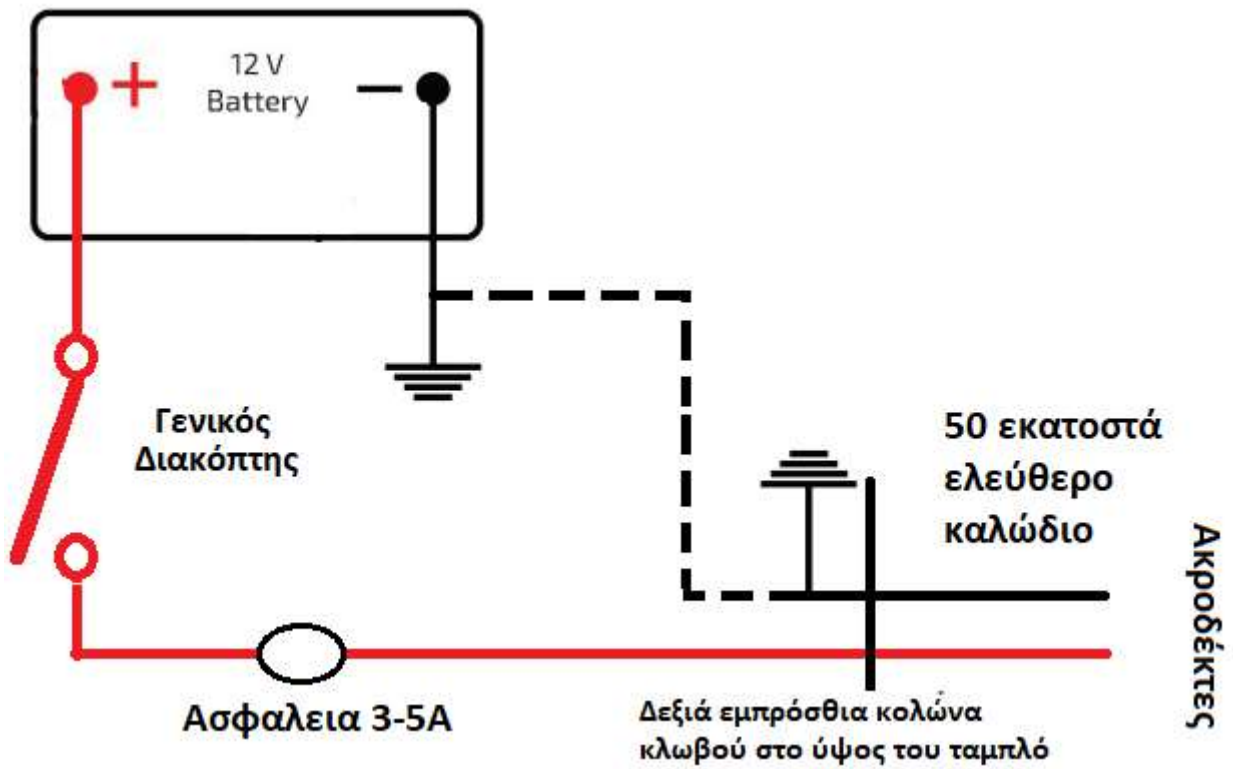 + 12 V −
Battery
Γενικός
Διακόπτης
50 εκατοστά
ελεύθερο
καλώδιο
Ακροδέκτες
Ασφαλεια 3-5Α
Δεξιά εμπρόσθια κολώνα
κλωβού στο ύψος του ταμπλό